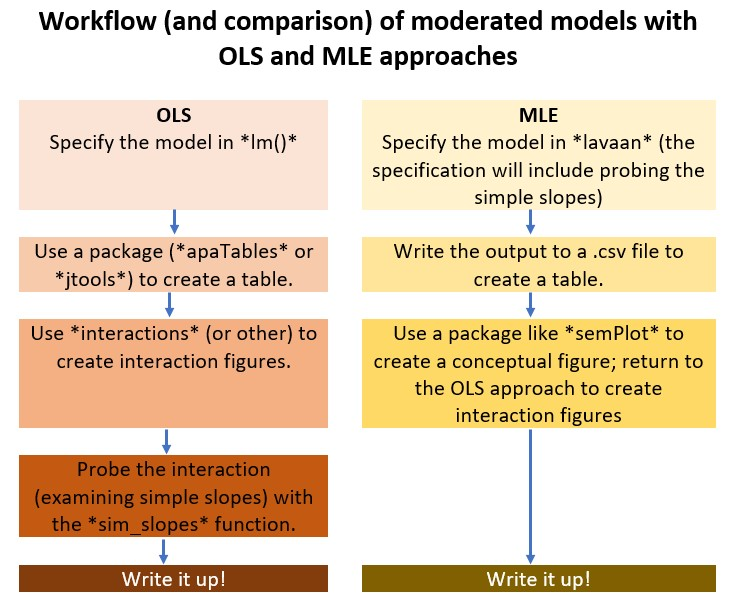 Workflow (and comparison) of moderated models with
OLS and MLE approaches
OLS
Specify the model in *lm()*
Use a package (*apaTables* or
*jtools*) to create a table.
Use *interactions* (or other) to
create interaction figures.
Probe the interaction
(examining simple slopes) with
the *sim_slopes* function.
Write it up!
MLE
Specify the model in *lavaan* (the
specification will include probing the
simple slopes)
Write the output to a .csv file to
create a table.
Use a package like *semPlot* to
create a conceptual figure; return to
the OLS approach to create
interaction figures
Write it up!